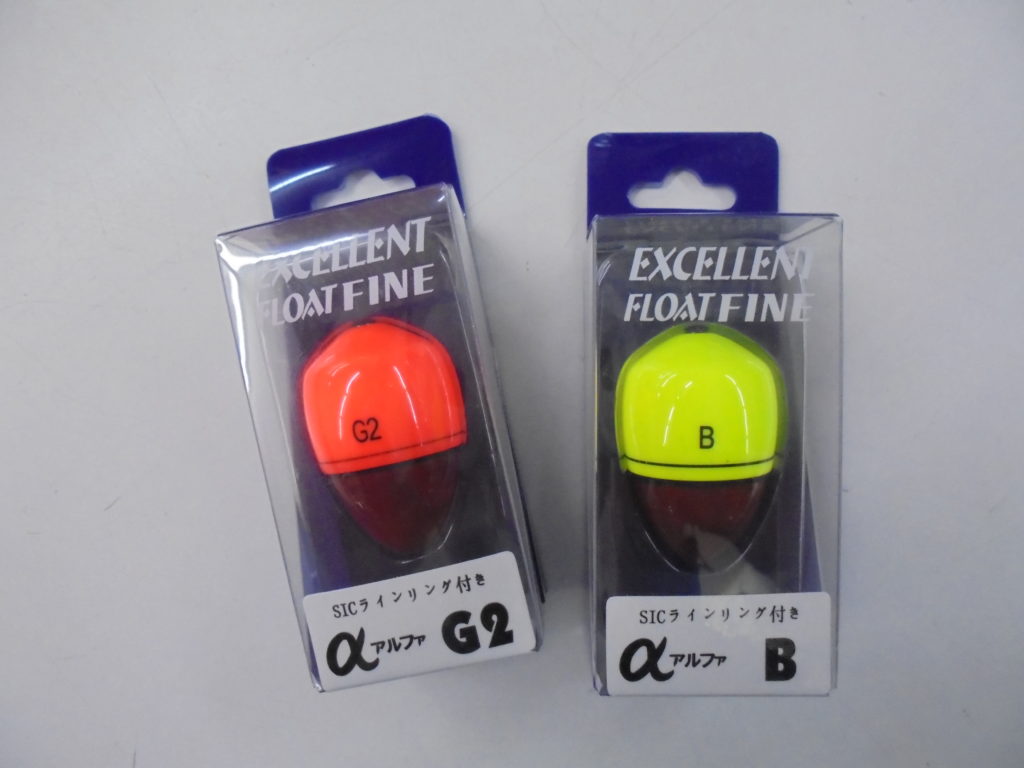 EXCELLENT
FLOAT FINE
G2
SICラインリング付き
α アルファ G2
EXCELLENT
FLOAT FINE
B
SICラインリング付き
α アルファ B